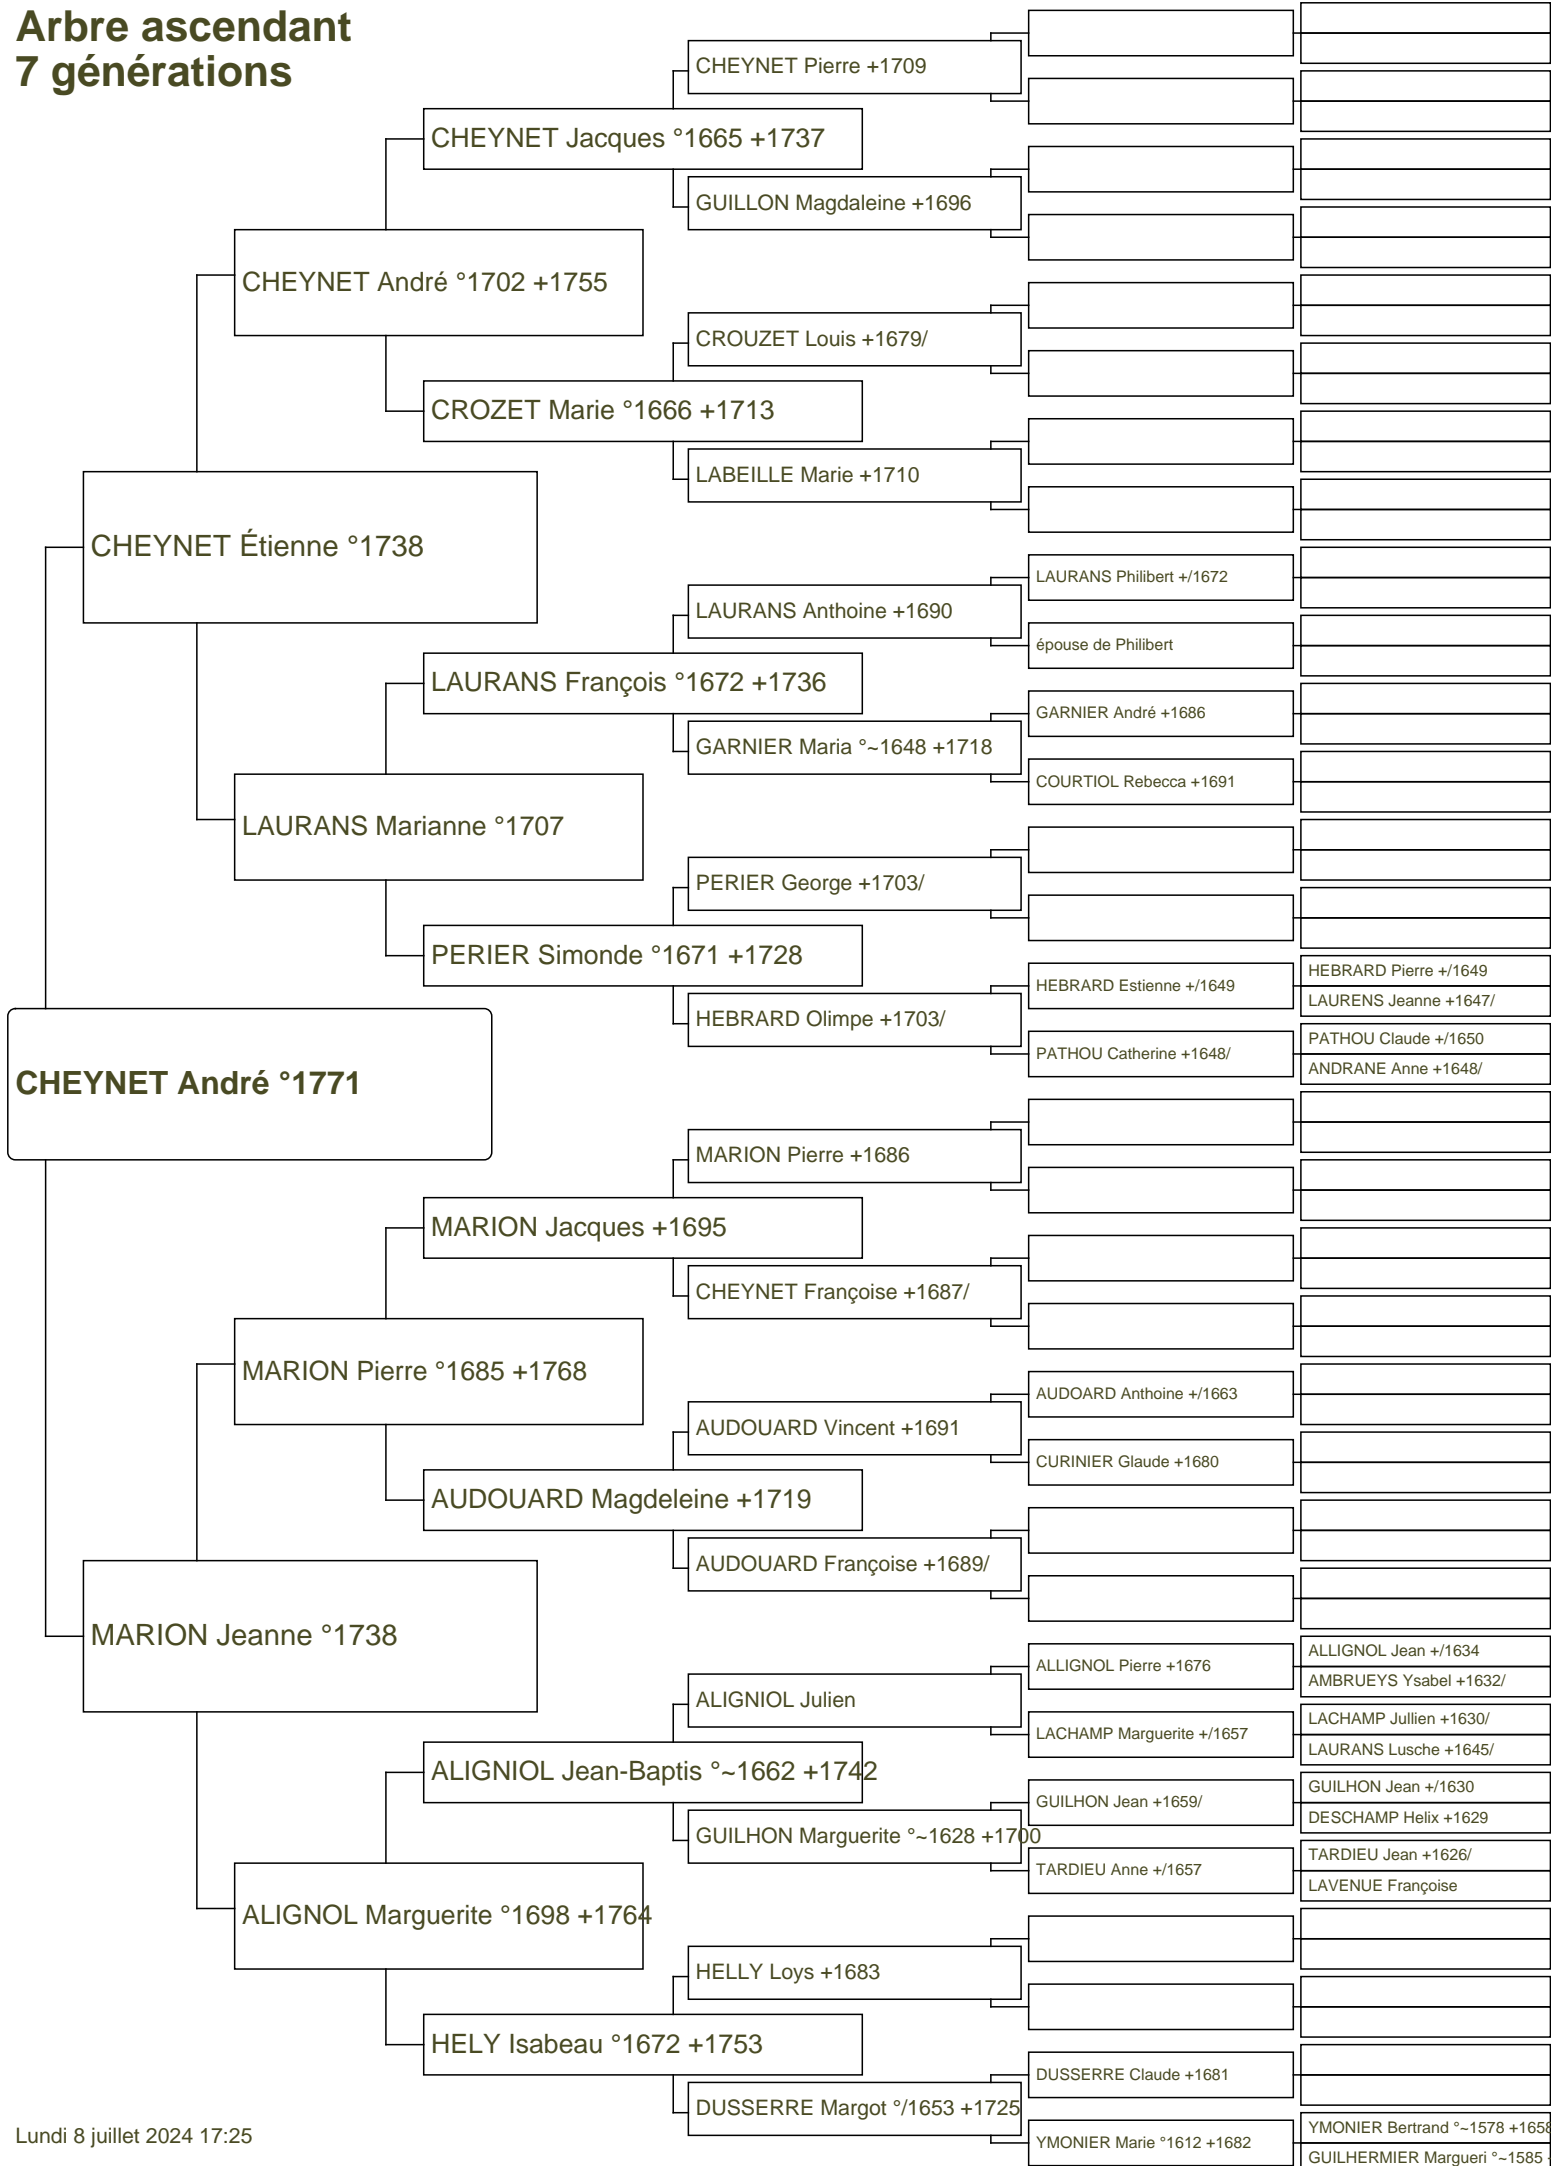 Arbre ascendant
7 générations
CHEYNET Pierre +1709
CHEYNET Jacques °1665 +1737
GUILLON Magdaleine +1696
CHEYNET André °1702 +1755
CROUZET Louis +1679/
CROZET Marie °1666 +1713
LABEILLE Marie +1710
CHEYNET Étienne °1738
LAURANS Philibert +/1672
LAURANS Anthoine +1690
épouse de Philibert
LAURANS François °1672 +1736
GARNIER André +1686
GARNIER Maria °~1648 +1718
COURTIOL Rebecca +1691
LAURANS Marianne °1707
PERIER George +1703/
PERIER Simonde °1671 +1728
HEBRARD Pierre +/1649
HEBRARD Estienne +/1649
LAURENS Jeanne +1647/
HEBRARD Olimpe +1703/
PATHOU Claude +/1650
PATHOU Catherine +1648/
ANDRANE Anne +1648/
CHEYNET André °1771
MARION Pierre +1686
MARION Jacques +1695
CHEYNET Françoise +1687/
MARION Pierre °1685 +1768
AUDOARD Anthoine +/1663
AUDOUARD Vincent +1691
CURINIER Glaude +1680
AUDOUARD Magdeleine +1719
AUDOUARD Françoise +1689/
MARION Jeanne °1738
ALLIGNOL Jean +/1634
ALLIGNOL Pierre +1676
AMBRUEYS Ysabel +1632/
ALIGNIOL Julien
LACHAMP Jullien +1630/
LACHAMP Marguerite +/1657
LAURANS Lusche +1645/
ALIGNIOL Jean-Baptis °~1662 +1742
GUILHON Jean +/1630
GUILHON Jean +1659/
DESCHAMP Helix +1629
GUILHON Marguerite °~1628 +1700
TARDIEU Jean +1626/
TARDIEU Anne +/1657
LAVENUE Françoise
ALIGNOL Marguerite °1698 +1764
HELLY Loys +1683
HELY Isabeau °1672 +1753
DUSSERRE Claude +1681
DUSSERRE Margot °/1653 +1725
YMONIER Bertrand °~1578 +1658
YMONIER Marie °1612 +1682
GUILHERMIER Margueri °~1585
Lundi 8 juillet 2024 17:25